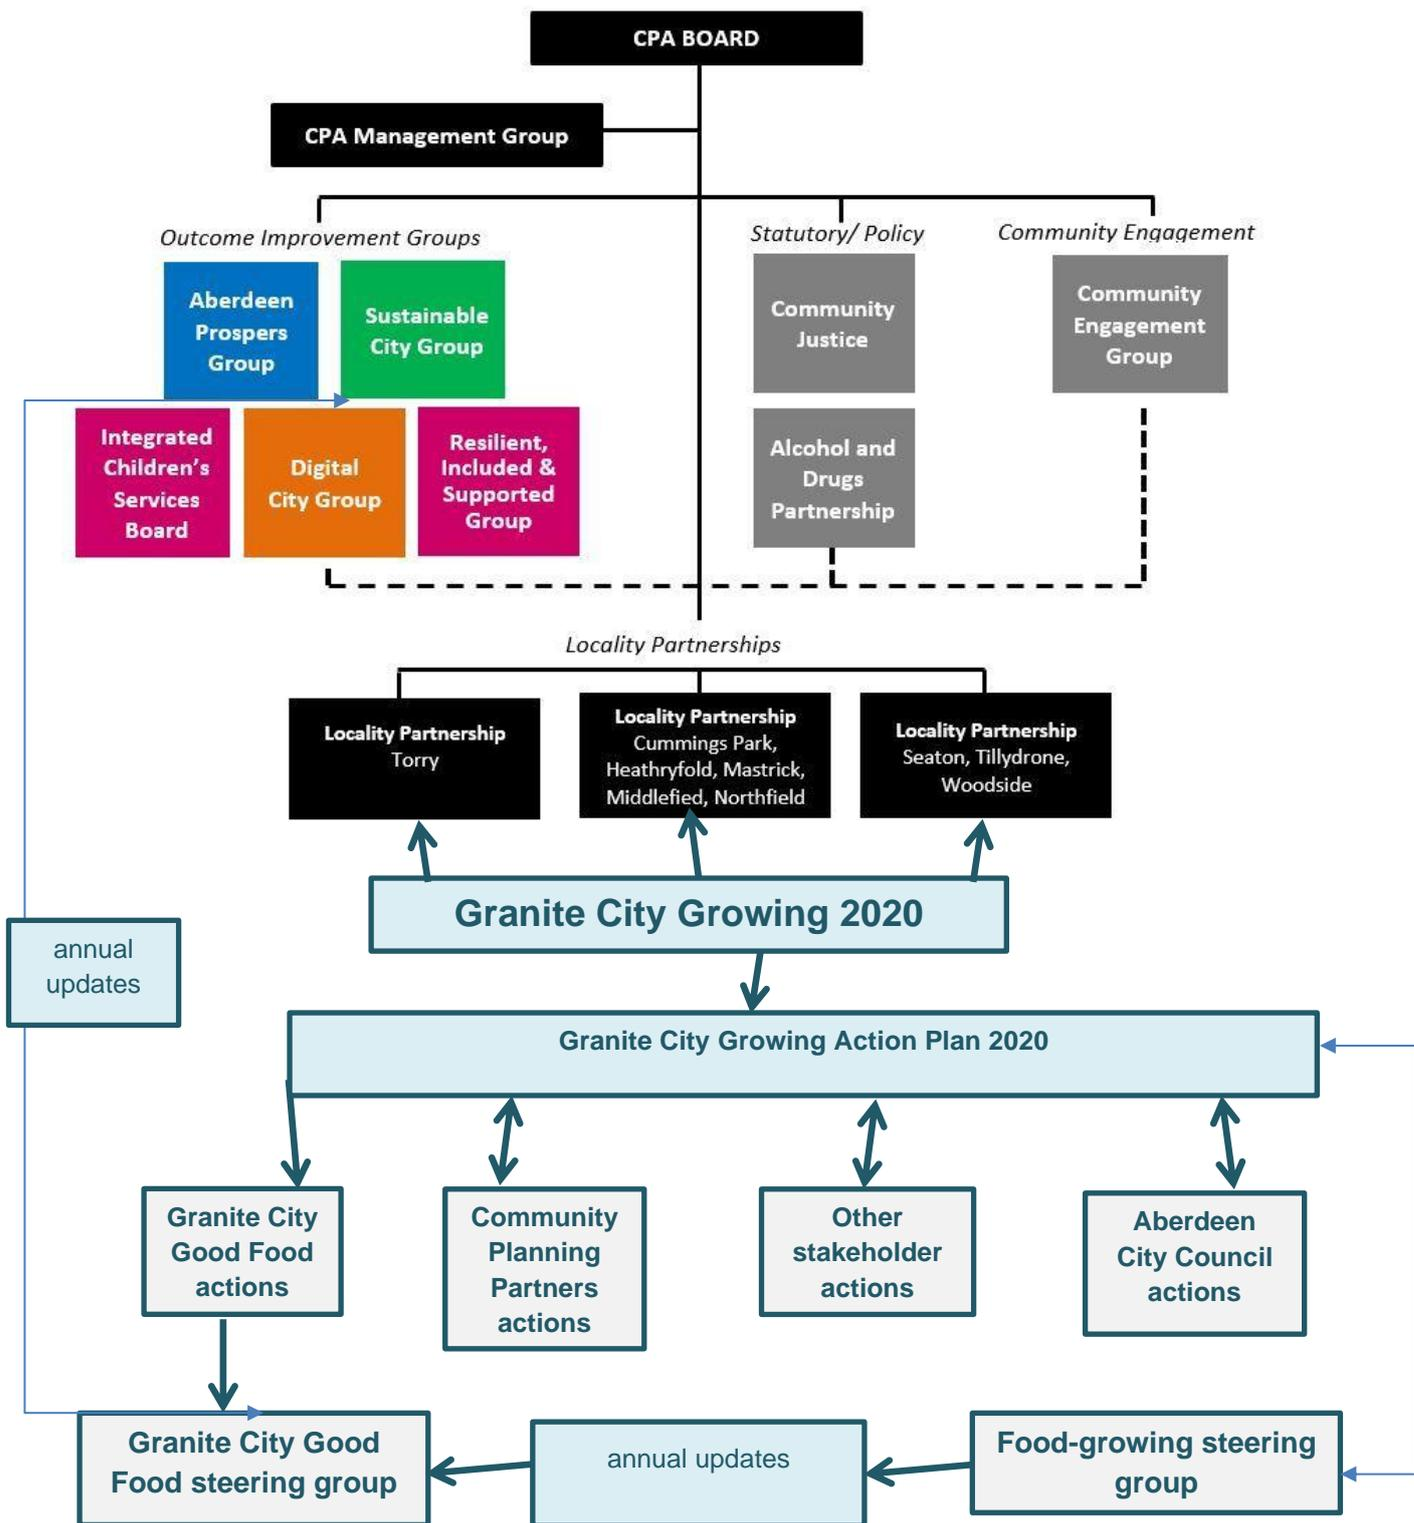 CPA BOARD
CPA Management Group
Outcome Improvement Groups
Statutory/ Policy
Community Engagement
Aberdeen
Prospers
Group
Sustainable
City Group
Community
Justice
Community
Engagement
Group
Integrated
Children's
Services
Board
Digital
City Group
Resilient,
Included &
Supported
Group
Alcohol and
Drugs
Partnership
Locality Partnerships
Locality Partnership
Torry
Locality Partnership
Cummings Park,
Heathryfold, Mastrick,
Middlefied, Northfield
Locality Partnership
Seaton, Tillydrone,
Woodside
Granite City Growing 2020
annual
updates
Granite City Growing Action Plan 2020
Granite City
Good Food
actions
Community
Planning
Partners
actions
Other
stakeholder
actions
Aberdeen
City Council
actions
Granite City Good
Food steering group
annual updates
Food-growing steering
group